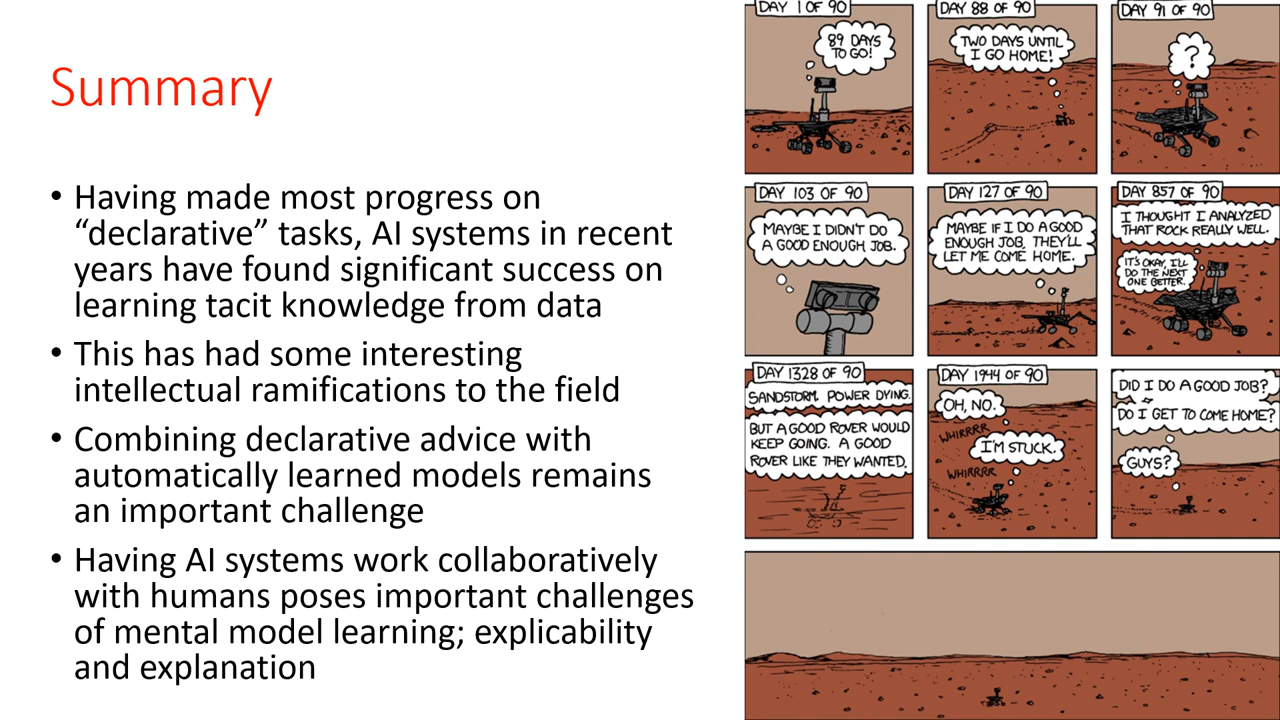 Summary
• Having made most progress on
“declarative” tasks, AI systems in recent
years have found significant success on
learning tacit knowledge from data
• This has had some interesting
intellectual ramifications to the field
• Combining declarative advice with
automatically learned models remains
an important challenge
• Having AI systems work collaboratively
with humans poses important challenges
of mental model learning; explicability
and explanation
DAY 1 OF 90
89 DAYS
TO GO!
DAY 88 OF 90
TWO DAYS UNTIL
I GO HOME!
DAY 91 OF 90
?
DAY 103 OF 90
MAYBE I DIDN'T DO
A GOOD ENOUGH JOB.
DAY 127 OF 90
MAYBE IF I DO A GOOD
ENOUGH JOB, THEY'LL
LET ME COME HOME.
DAY 857 OF 90
I THOUGHT I ANALYZED
THAT ROCK REALLY WELL.
IT'S OKAY, I'LL
DO THE NEXT
ONE BETTER.
DAY 1328 OF 90
SANDSTORM. POWER DYING.
BUT A GOOD ROVER WOULD
KEEP GOING. A GOOD
ROVER LIKE THEY WANTED.
DAY 1944 OF 90
OH, NO.
WHIRRRR
I'M STUCK.
WHIRRRR
DID I DO A GOOD JOB?
DO I GET TO COME HOME?
GUYS?